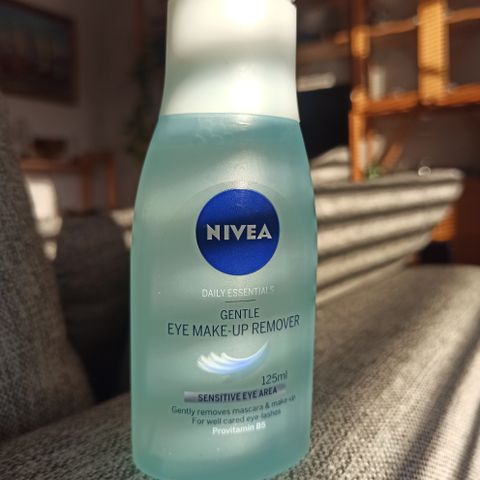 NIVEA
DAILY ESSENTIALS
GENTLE
EYE MAKE-UP REMOVER
125ml
SENSITIVE EYE AREA
Gently removes mascara & make-up
For well cared eye-lashes
Provitamin B5